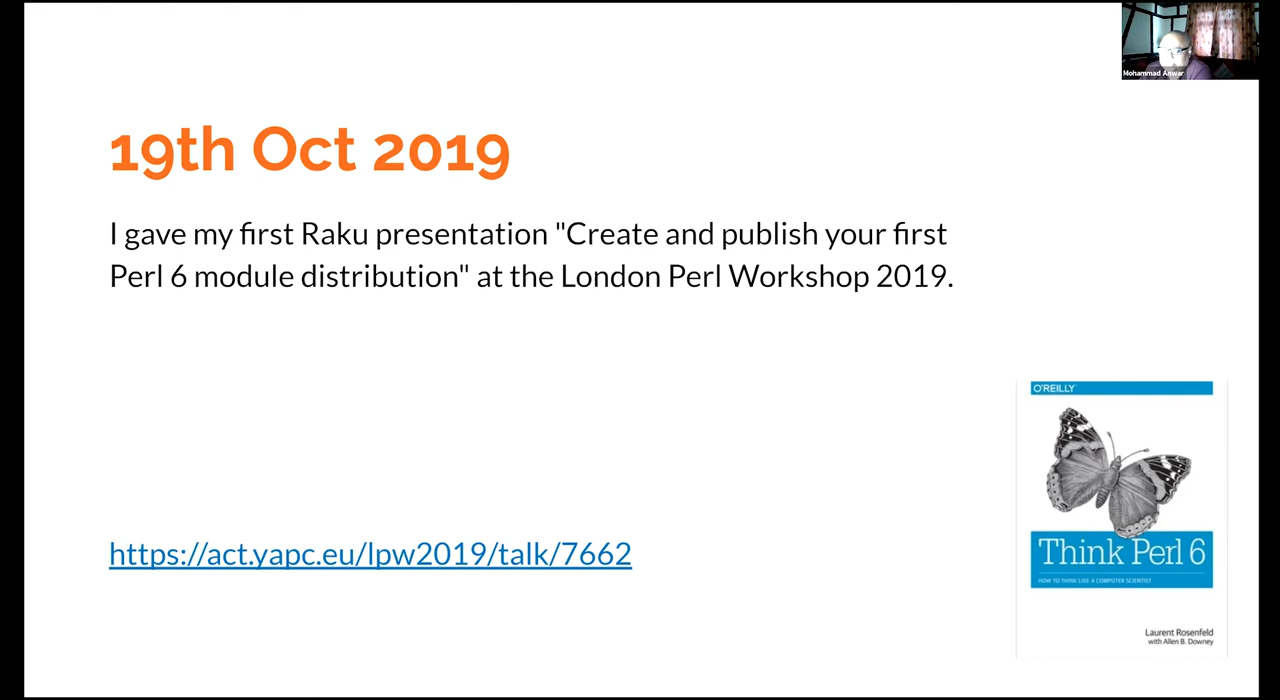 Mohammad Anwar
19th Oct 2019
I gave my first Raku presentation "Create and publish your first
Perl 6 module distribution" at the London Perl Workshop 2019.
O'REILLY
Think Perl 6
HOW TO THINK LIKE A COMPUTER SCIENTIST
Laurent Rosenfeld
with Allen B. Downey
https://act.yapc.eu/lpw2019/talk/7662